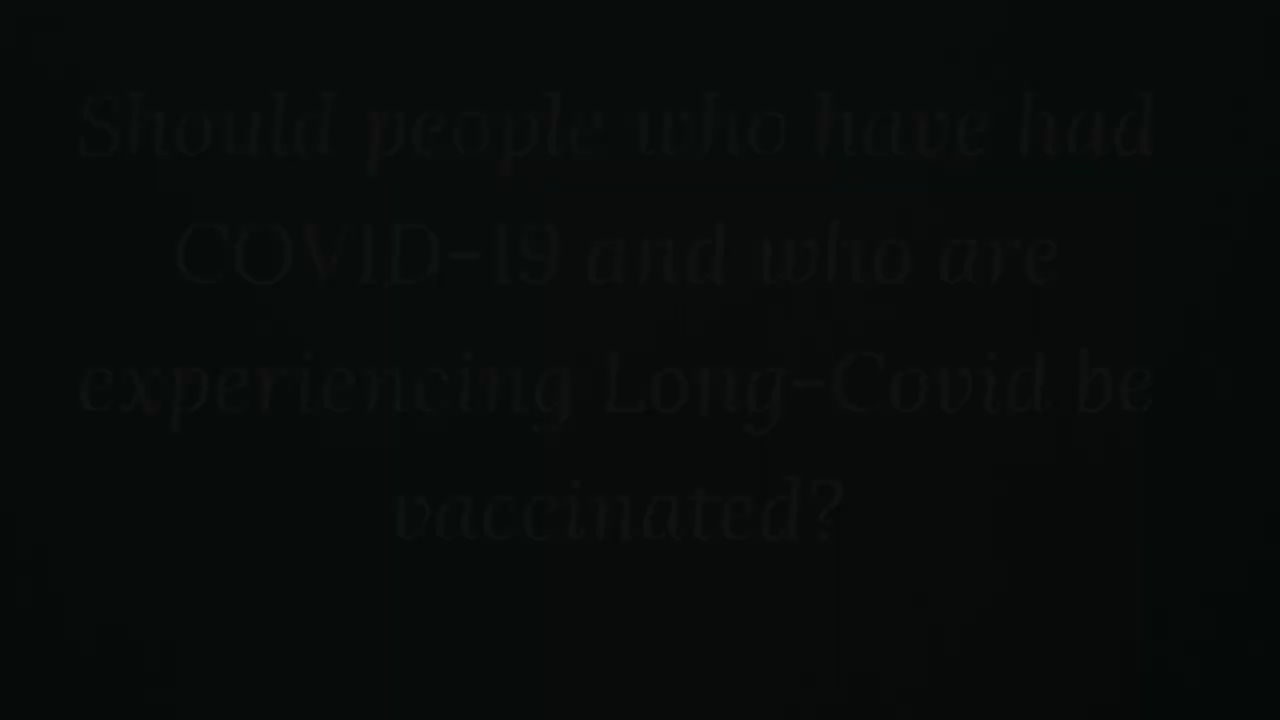 Should people who have had
COVID-19 and who are
experiencing Long-Covid be
vaccinated?